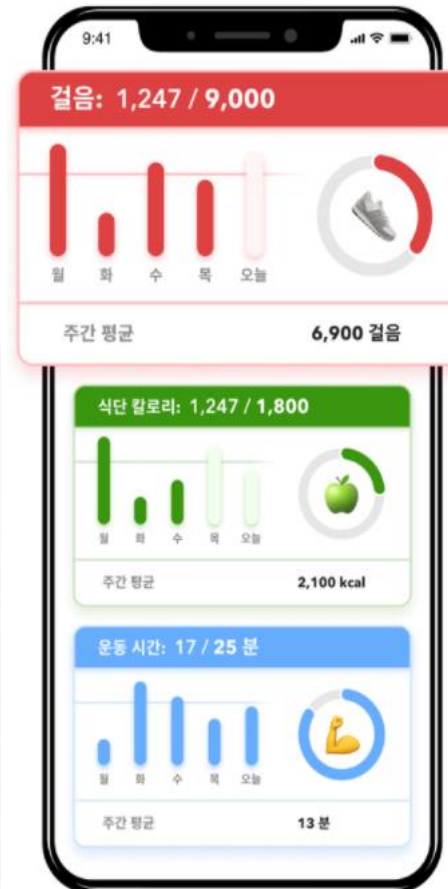 9:41
걸음: 1,247 / 9,000
월 화 수 목 오늘
주간 평균 6,900 걸음
식단 칼로리: 1,247 / 1,800
월 화 수 목 오늘
주간 평균 2,100 kcal
운동 시간: 17 / 25 분
월 화 수 목 오늘
주간 평균 13 분